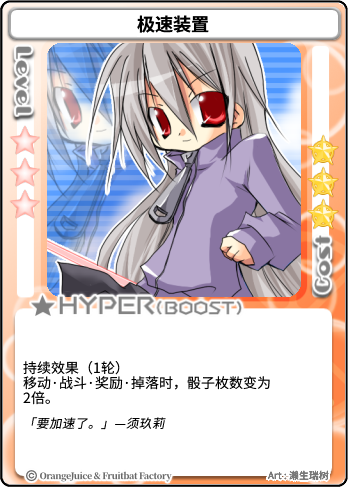 极速装置
Level
Cost
HYPER(BOOST)
持续效果（1轮）
移动·战斗·奖励·掉落时，骰子枚数变为
2倍。
「要加速了。」—须玖莉
© OrangeJuice & Fruitbat Factory
Art.: 濑生瑞树